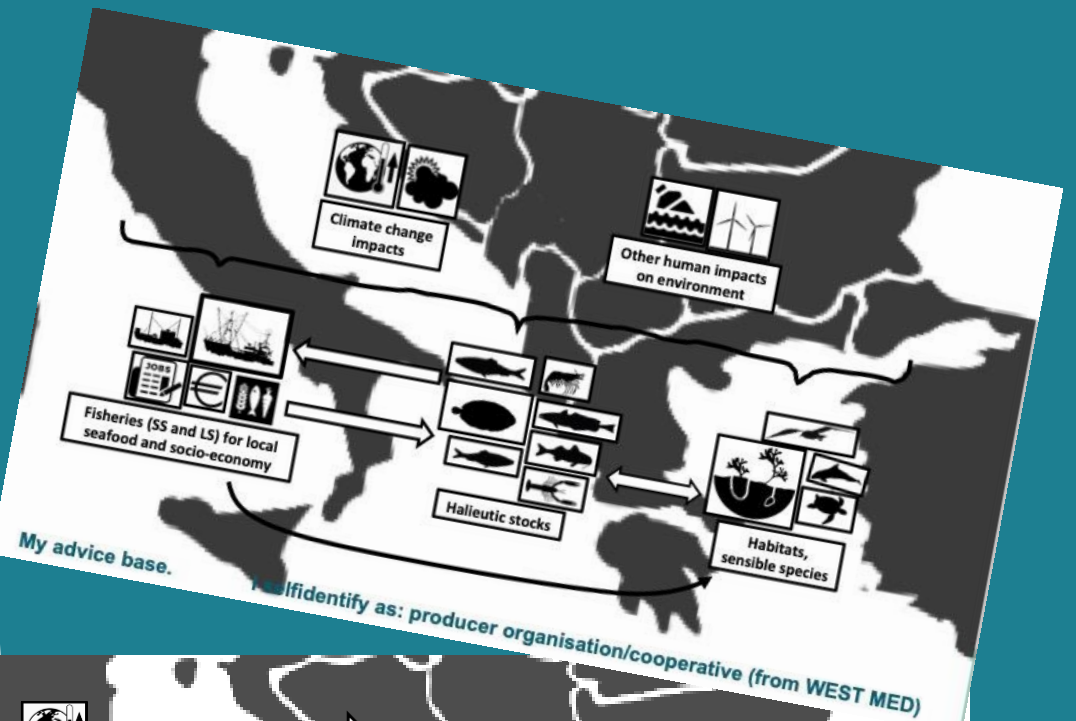 Climate change
impacts
Other human impacts
on environment
JOBS
Fisheries (SS and LS) for local
seafood and socio-economy
Halieutic stocks
Habitats,
sensible species
My advice base.
I selfidentify as: producer organisation/cooperative (from WEST MED)